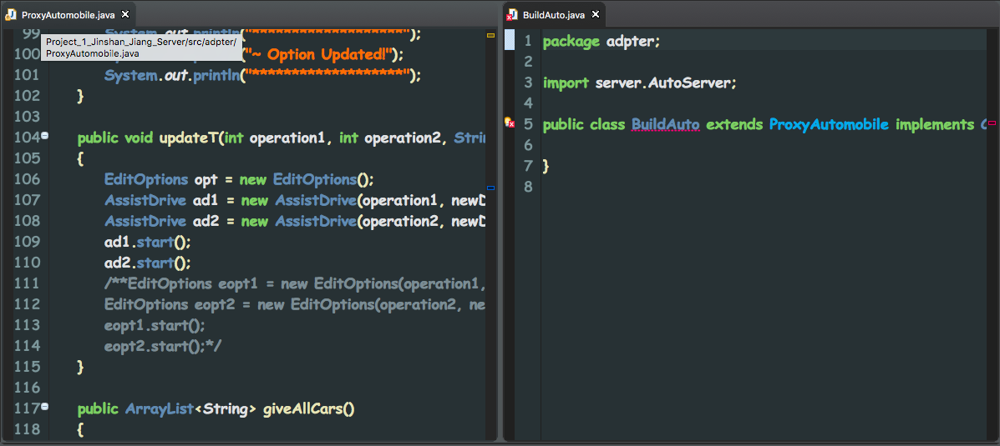 ProxyAutomobile.java
99 System.out.println("********************");
Project_1_Jinshan_Jiang_Server/src/adpter/
ProxyAutomobile.java
100 ("~ Option Updated!");
101 System.out.println("********************");
102 }
103
104 public void updateT(int operation1, int operation2, Strin
105 {
106 EditOptions opt = new EditOptions();
107 AssistDrive ad1 = new AssistDrive(operation1, newD
108 AssistDrive ad2 = new AssistDrive(operation2, newD
109 ad1.start();
110 ad2.start();
111 /**EditOptions eopt1 = new EditOptions(operation1,
112 EditOptions eopt2 = new EditOptions(operation2, ne
113 eopt1.start();
114 eopt2.start();*/
115 }
116
117 public ArrayList<String> giveAllCars()
118 {
BuildAuto.java
1 package adpter;
2
3 import server.AutoServer;
4
5 public class BuildAuto extends ProxyAutomobile implements
6
7 }
8